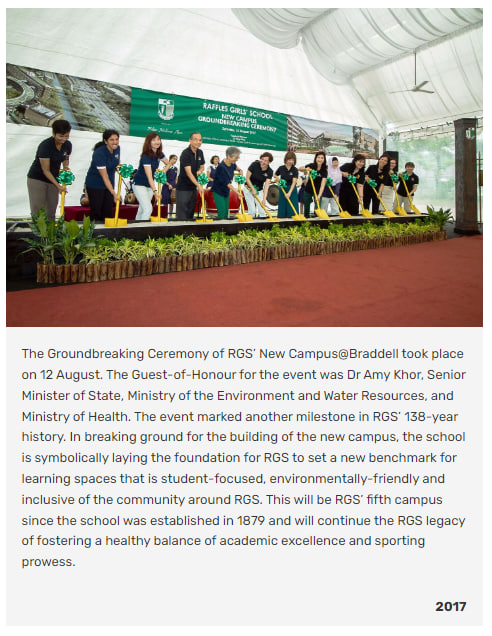 RAFFLES GIRLS' SCHOOL
NEW CAMPUS
GROUNDBREAKING CEREMONY
The Groundbreaking Ceremony of RGS' New Campus@Braddell took place
on 12 August. The Guest-of-Honour for the event was Dr Amy Khor, Senior
Minister of State, Ministry of the Environment and Water Resources, and
Ministry of Health. The event marked another milestone in RGS' 138-year
history. In breaking ground for the building of the new campus, the school
is symbolically laying the foundation for RGS to set a new benchmark for
learning spaces that is student-focused, environmentally-friendly and
inclusive of the community around RGS. This will be RGS' fifth campus
since the school was established in 1879 and will continue the RGS legacy
of fostering a healthy balance of academic excellence and sporting
prowess.
2017